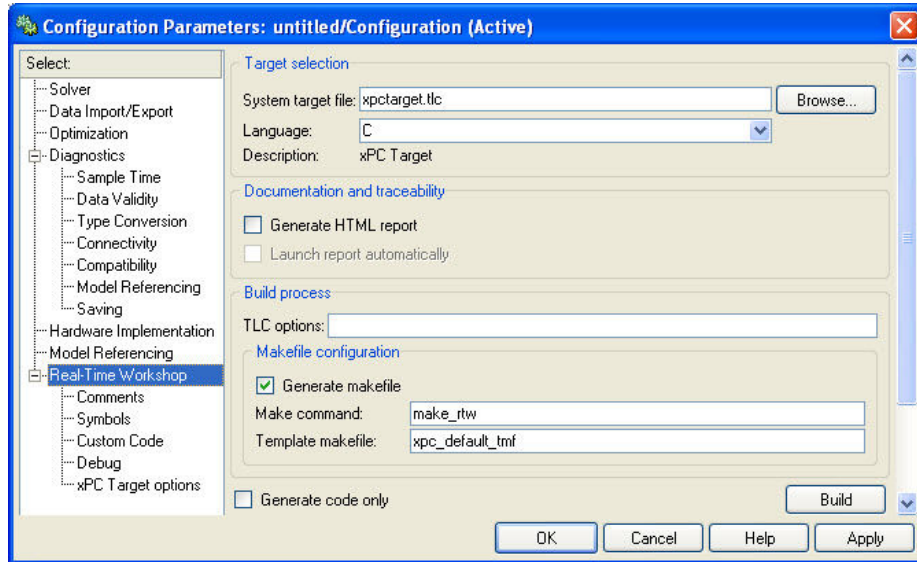 Configuration Parameters: untitled/Configuration (Active)
Select:
Solver
Data Import/Export
Optimization
Diagnostics
Sample Time
Data Validity
Type Conversion
Connectivity
Compatibility
Model Referencing
Saving
Hardware Implementation
Model Referencing
Real-Time Workshop
Comments
Symbols
Custom Code
Debug
xPC Target options
Target selection
System target file: xpctarget.tlc Browse...
Language: C
Description: xPC Target
Documentation and traceability
Generate HTML report
Launch report automatically
Build process
TLC options:
Makefile configuration
Generate makefile
Make command: make_rtw
Template makefile: xpc_default_tmf
Generate code only Build
OK Cancel Help Apply